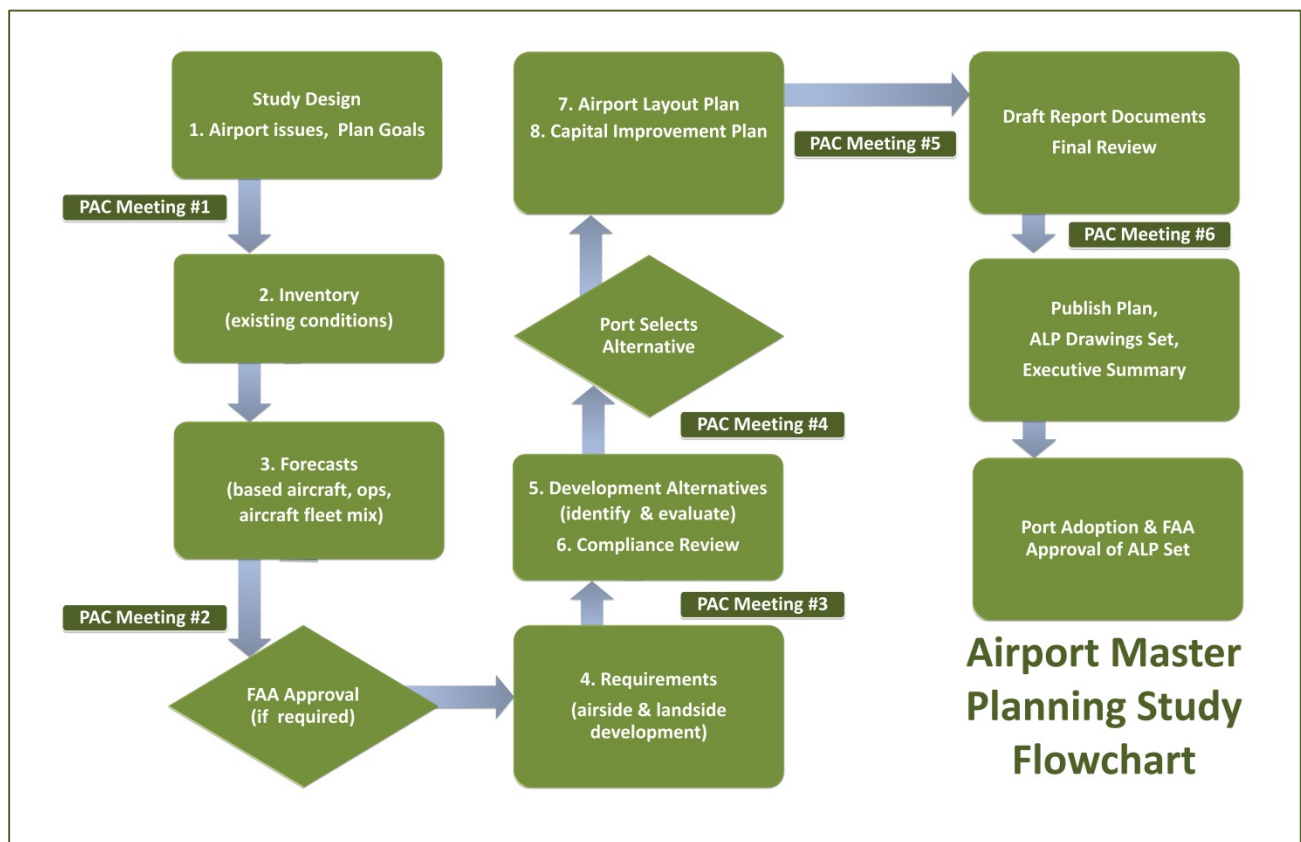 Study Design
1. Airport issues, Plan Goals
PAC Meeting #1
2. Inventory
(existing conditions)
3. Forecasts
(based aircraft, ops,
aircraft fleet mix)
PAC Meeting #2
FAA Approval
(if required)
4. Requirements
(airside & landside
development)
PAC Meeting #3
5. Development Alternatives
(identify & evaluate)
6. Compliance Review
PAC Meeting #4
Port Selects
Alternative
7. Airport Layout Plan
8. Capital Improvement Plan
PAC Meeting #5
Draft Report Documents
Final Review
PAC Meeting #6
Publish Plan,
ALP Drawings Set,
Executive Summary
Port Adoption & FAA
Approval of ALP Set
Airport Master
Planning Study
Flowchart